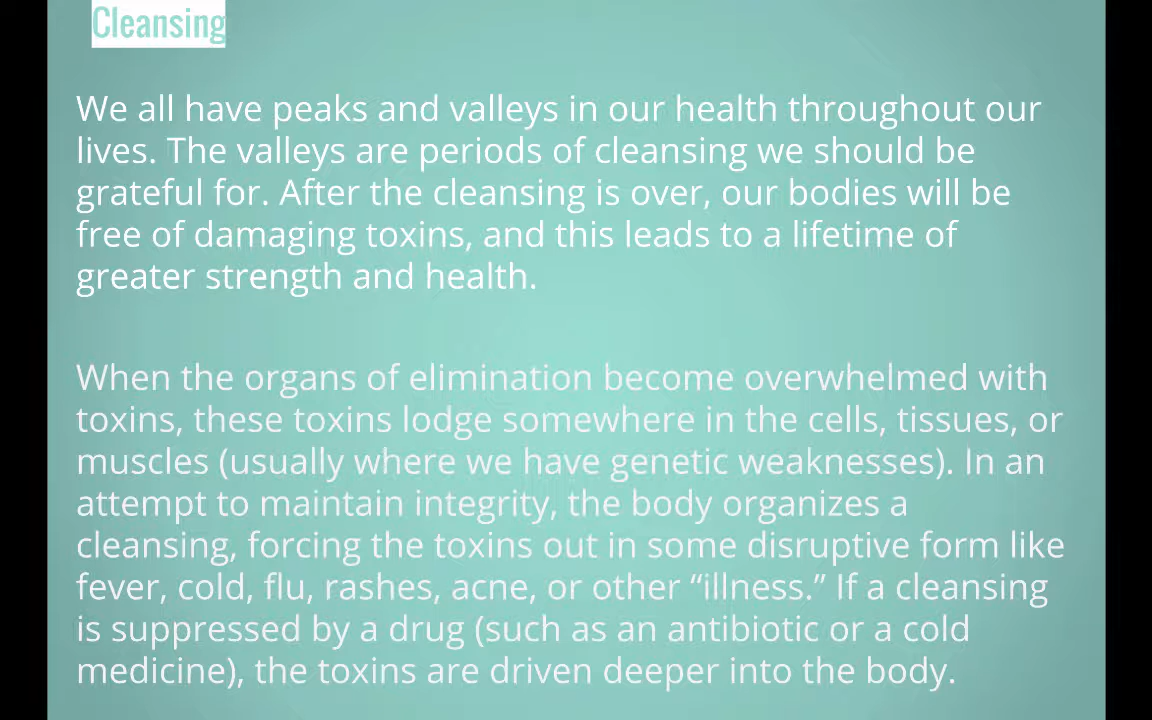 Cleansing
We all have peaks and valleys in our health throughout our
lives. The valleys are periods of cleansing we should be
grateful for. After the cleansing is over, our bodies will be
free of damaging toxins, and this leads to a lifetime of
greater strength and health.
When the organs of elimination become overwhelmed with
toxins, these toxins lodge somewhere in the cells, tissues, or
muscles (usually where we have genetic weaknesses). In an
attempt to maintain integrity, the body organizes a
cleansing, forcing the toxins out in some disruptive form like
fever, cold, flu, rashes, acne, or other “illness.” If a cleansing
is suppressed by a drug (such as an antibiotic or a cold
medicine), the toxins are driven deeper into the body.